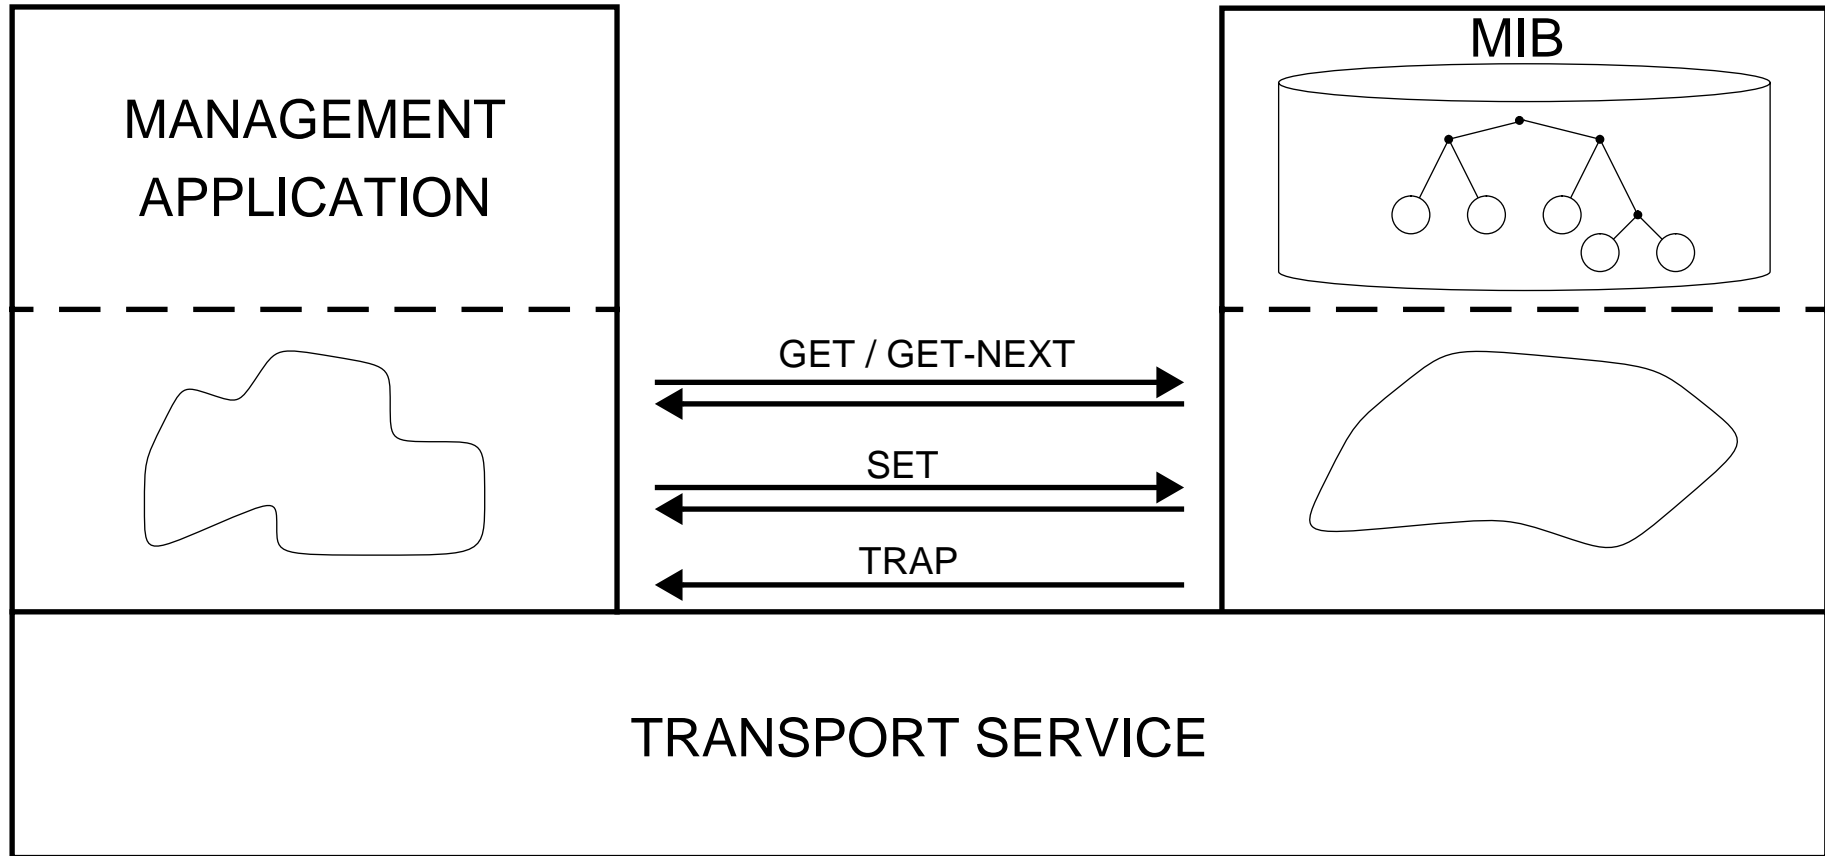 MANAGEMENT
APPLICATION
MIB
GET / GET-NEXT
SET
TRAP
TRANSPORT SERVICE